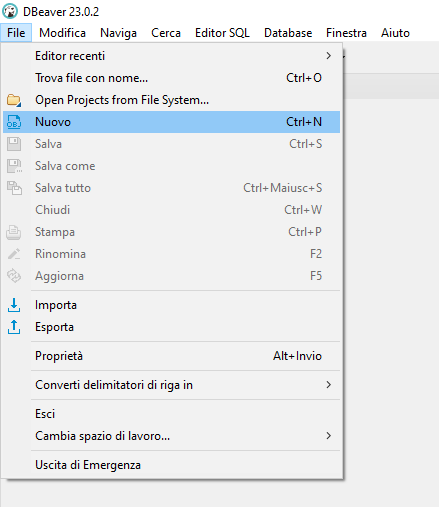 DBeaver 23.0.2
File Modifica Naviga Cerca Editor SQL Database Finestra Aiuto
Editor recenti
Trova file con nome... Ctrl+O
Open Projects from File System...
Nuovo Ctrl+N
Salva Ctrl+S
Salva come
Salva tutto Ctrl+Maiusc+S
Chiudi Ctrl+W
Stampa Ctrl+P
Rinomina F2
Aggiorna F5
Importa
Esporta
Proprietà Alt+Invio
Converti delimitatori di riga in
Esci
Cambia spazio di lavoro...
Uscita di Emergenza